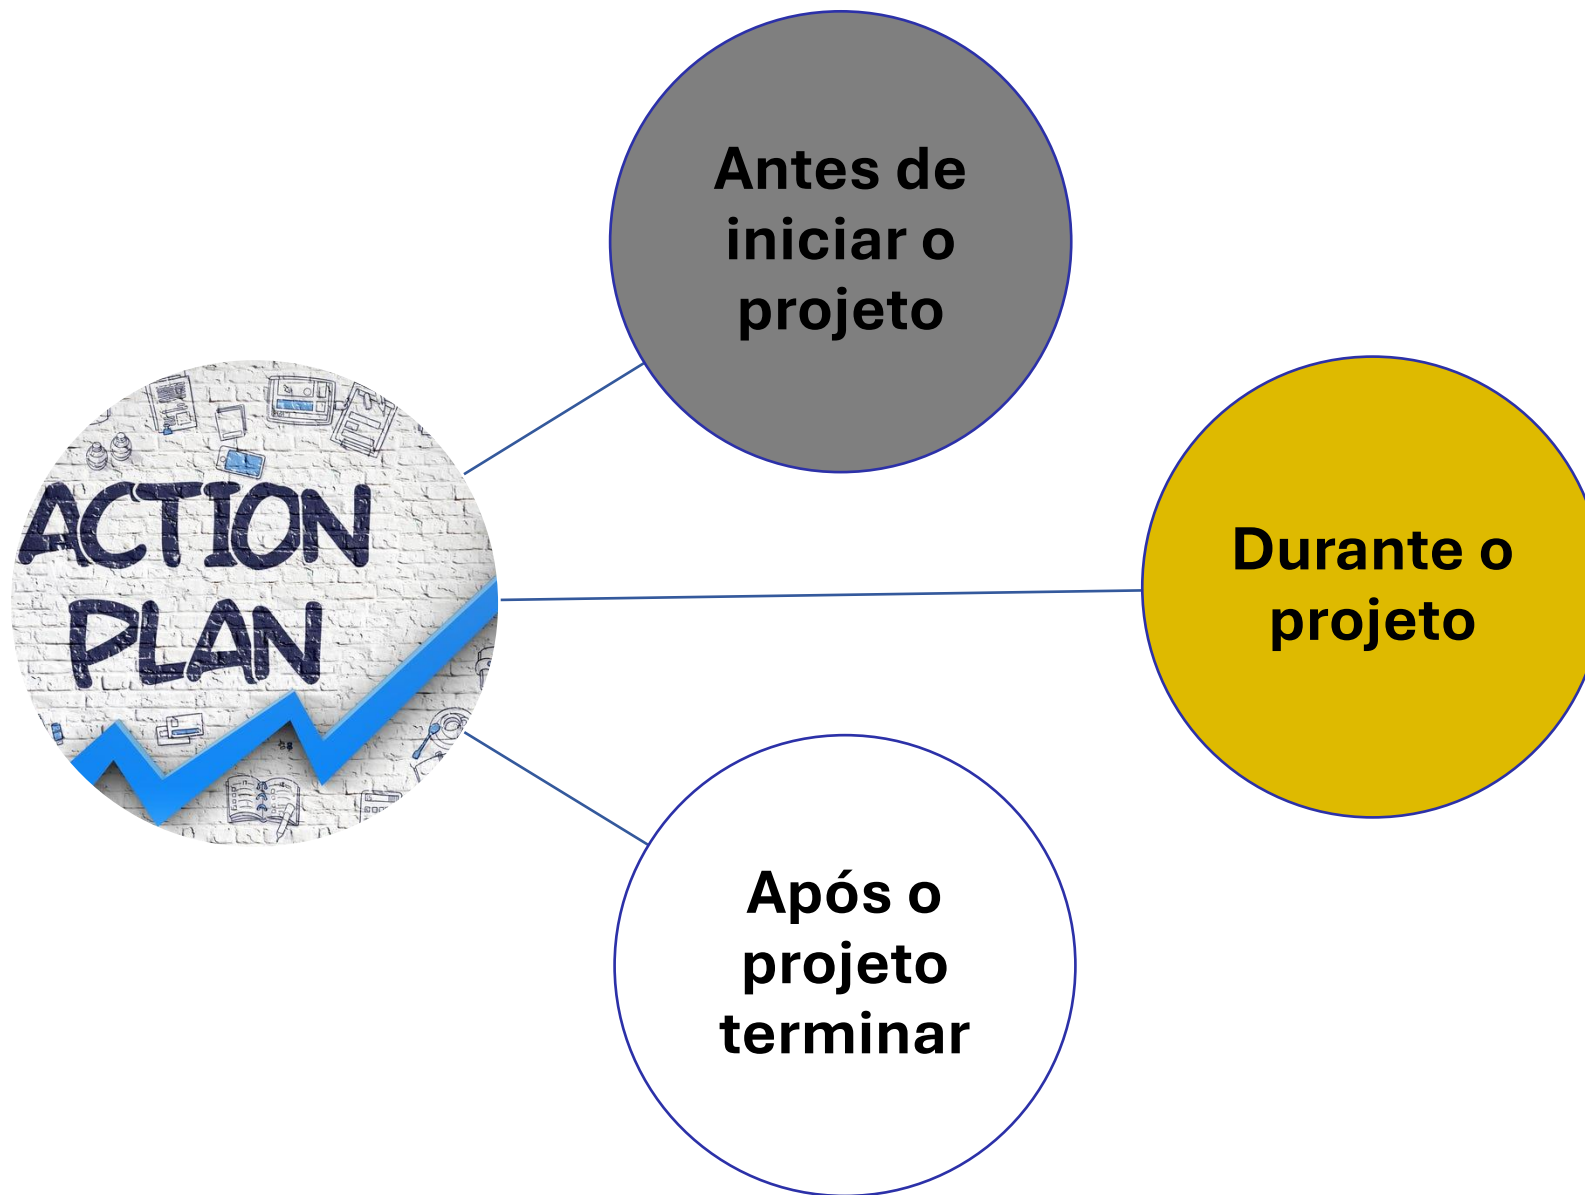 Antes de
iniciar o
projeto
ACTION
PLAN
Durante o
projeto
Após o
projeto
terminar